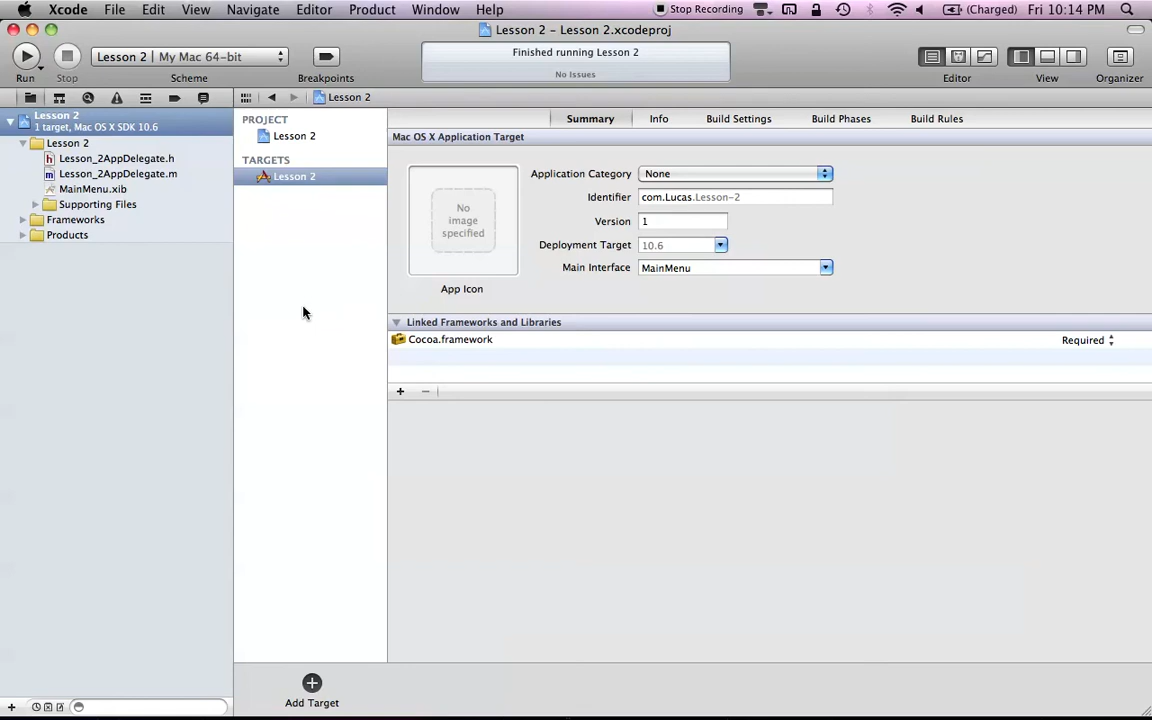 Xcode File Edit View Navigate Editor Product Window Help Stop Recording (Charged) Fri 10:14 PM
Lesson 2 – Lesson 2.xcodeproj
Lesson 2 | My Mac 64-bit
Finished running Lesson 2
No Issues
Run Stop Scheme Breakpoints Editor View Organizer
Lesson 2
Lesson 2
1 target, Mac OS X SDK 10.6
Lesson 2
Lesson_2AppDelegate.h
Lesson_2AppDelegate.m
MainMenu.xib
Supporting Files
Frameworks
Products
PROJECT
Lesson 2
TARGETS
Lesson 2
Add Target
Summary Info Build Settings Build Phases Build Rules
Mac OS X Application Target
No
image
specified
App Icon
Application Category None
Identifier com.Lucas.Lesson-2
Version 1
Deployment Target 10.6
Main Interface MainMenu
Linked Frameworks and Libraries
Cocoa.framework Required